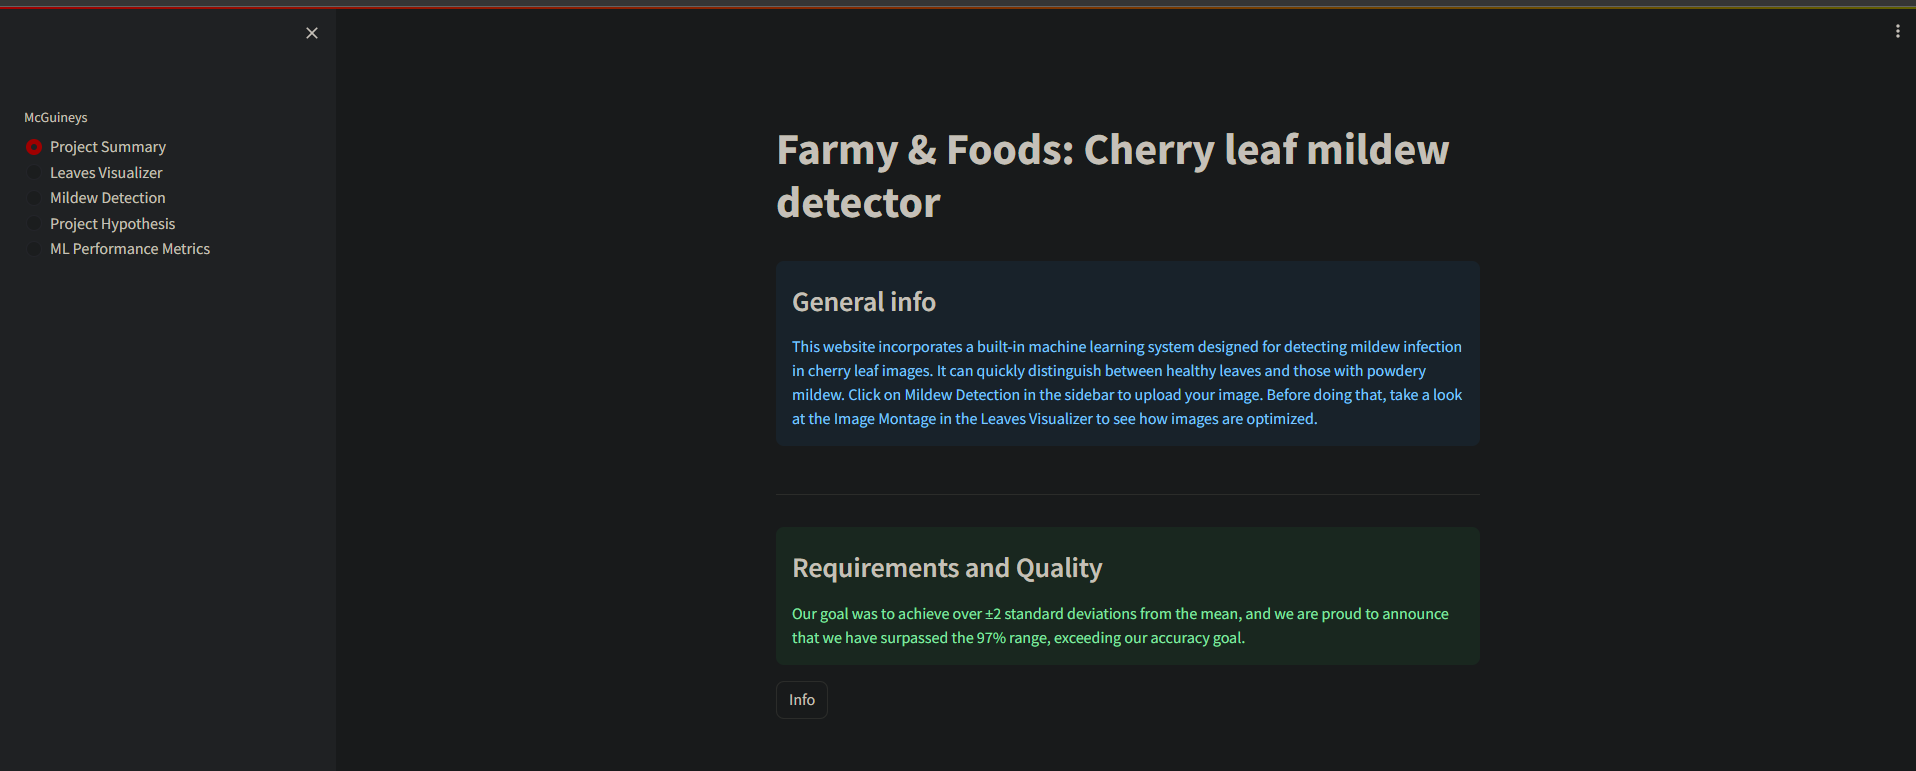 McGuineys
Project Summary
Leaves Visualizer
Mildew Detection
Project Hypothesis
ML Performance Metrics
Farmy & Foods: Cherry leaf mildew
detector
General info
This website incorporates a built-in machine learning system designed for detecting mildew infection
in cherry leaf images. It can quickly distinguish between healthy leaves and those with powdery
mildew. Click on Mildew Detection in the sidebar to upload your image. Before doing that, take a look
at the Image Montage in the Leaves Visualizer to see how images are optimized.
Requirements and Quality
Our goal was to achieve over ±2 standard deviations from the mean, and we are proud to announce
that we have surpassed the 97% range, exceeding our accuracy goal.
Info